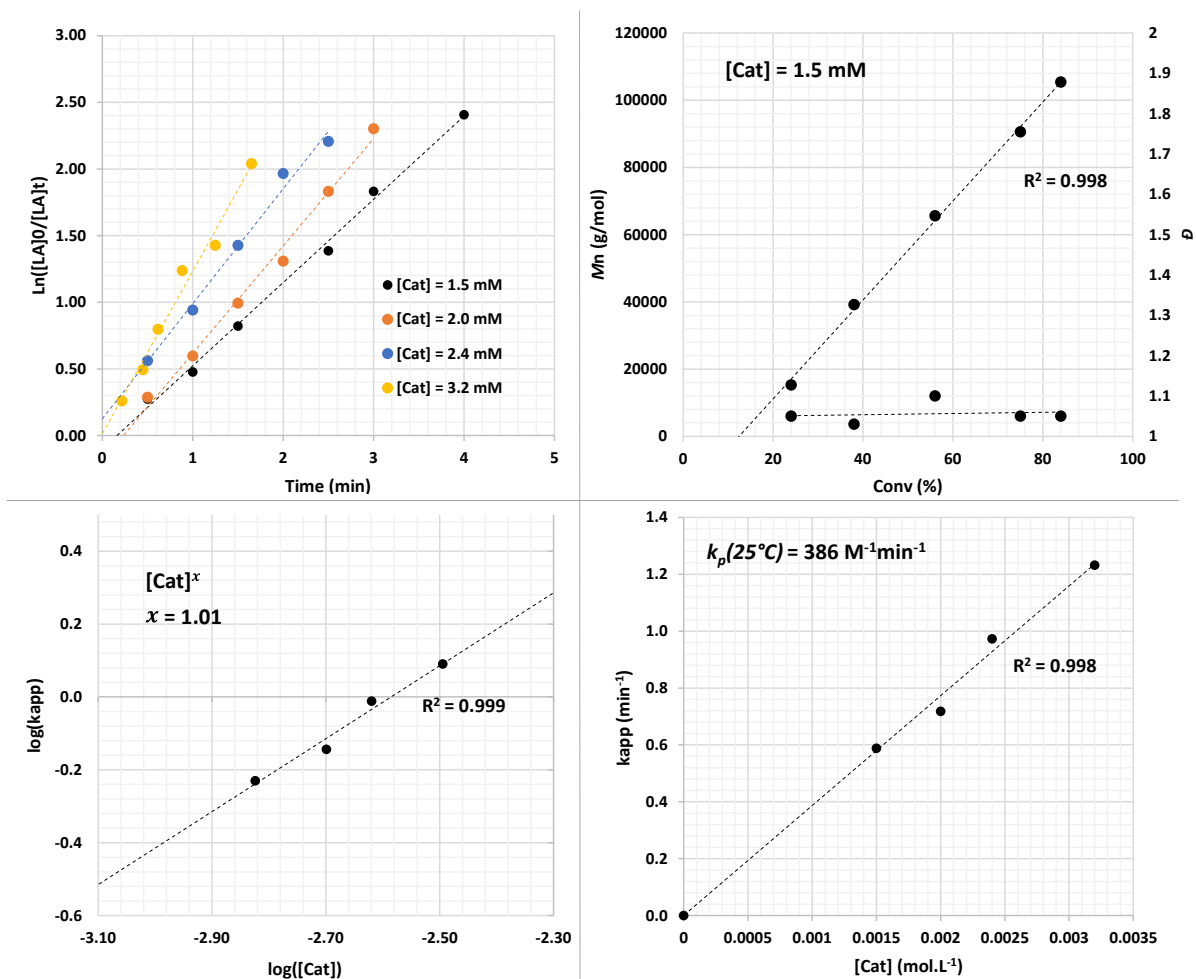 3.00
2.50
2.00
1.50
1.00
0.50
0.00
Ln([LA]0/[LA]t)
[Cat] = 1.5 mM
[Cat] = 2.0 mM
[Cat] = 2.4 mM
[Cat] = 3.2 mM
0 1 2 3 4 5
Time (min)
120000
100000
80000
60000
40000
20000
0
Mn (g/mol)
[Cat] = 1.5 mM
R² = 0.998
2
1.9
1.8
1.7
1.6
1.5
1.4
1.3
1.2
1.1
1
Đ
0 20 40 60 80 100
Conv (%)
0.4
0.2
0.0
-0.2
-0.4
-0.6
log(kapp)
[Cat]ˣ
x = 1.01
R² = 0.999
-3.10 -2.90 -2.70 -2.50 -2.30
log([Cat])
1.4
1.2
1.0
0.8
0.6
0.4
0.2
0.0
kapp (min⁻¹)
kp(25°C) = 386 M⁻¹min⁻¹
R² = 0.998
0 0.0005 0.001 0.0015 0.002 0.0025 0.003 0.0035
[Cat] (mol.L⁻¹)